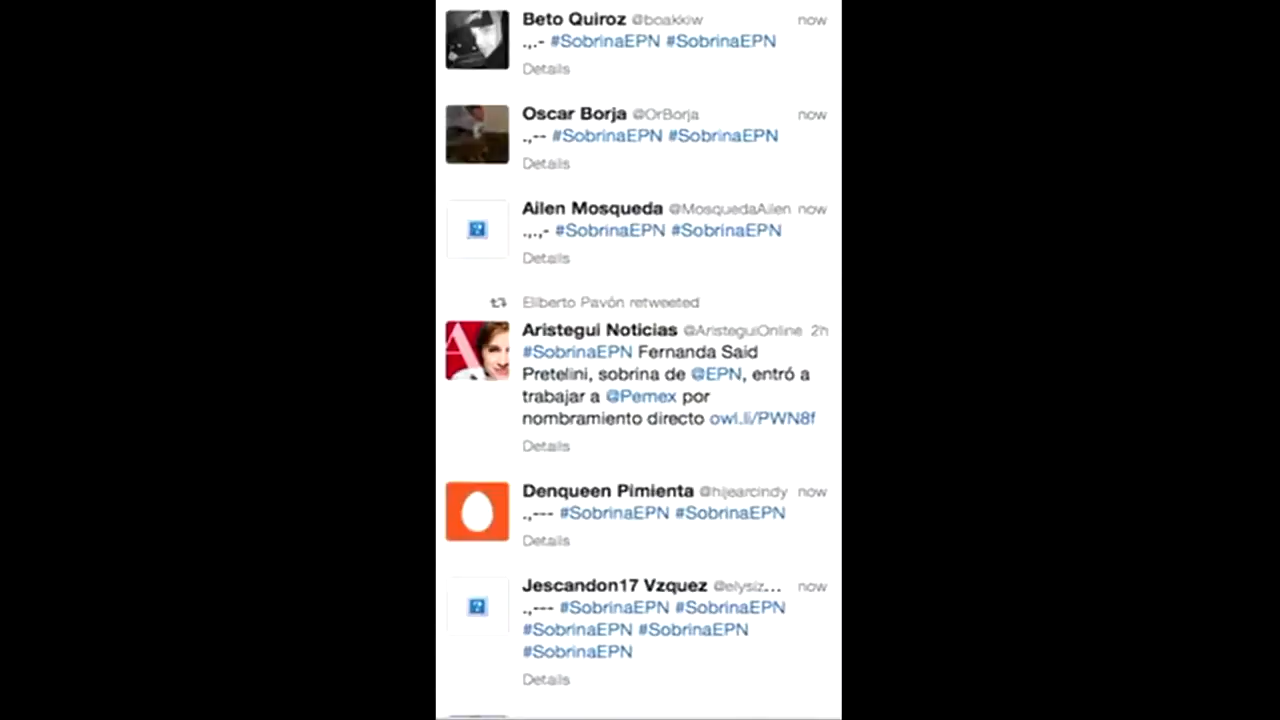 Beto Quiroz @boakkiw now
.,.- #SobrinaEPN #SobrinaEPN
Details
Oscar Borja @OrBorja now
.,-- #SobrinaEPN #SobrinaEPN
Details
Ailen Mosqueda @MosquedaAilen now
.,.,- #SobrinaEPN #SobrinaEPN
Details
Eliberto Pavón retweeted
Aristegui Noticias @AristeguiOnline 2h
#SobrinaEPN Fernanda Said
Pretelini, sobrina de @EPN, entró a
trabajar a @Pemex por
nombramiento directo owl.li/PWN8f
Details
Denqueen Pimienta @hijearcindy now
.,--- #SobrinaEPN #SobrinaEPN
Details
Jescandon17 Vzquez @elysiz... now
.,--- #SobrinaEPN #SobrinaEPN
#SobrinaEPN #SobrinaEPN
#SobrinaEPN
Details